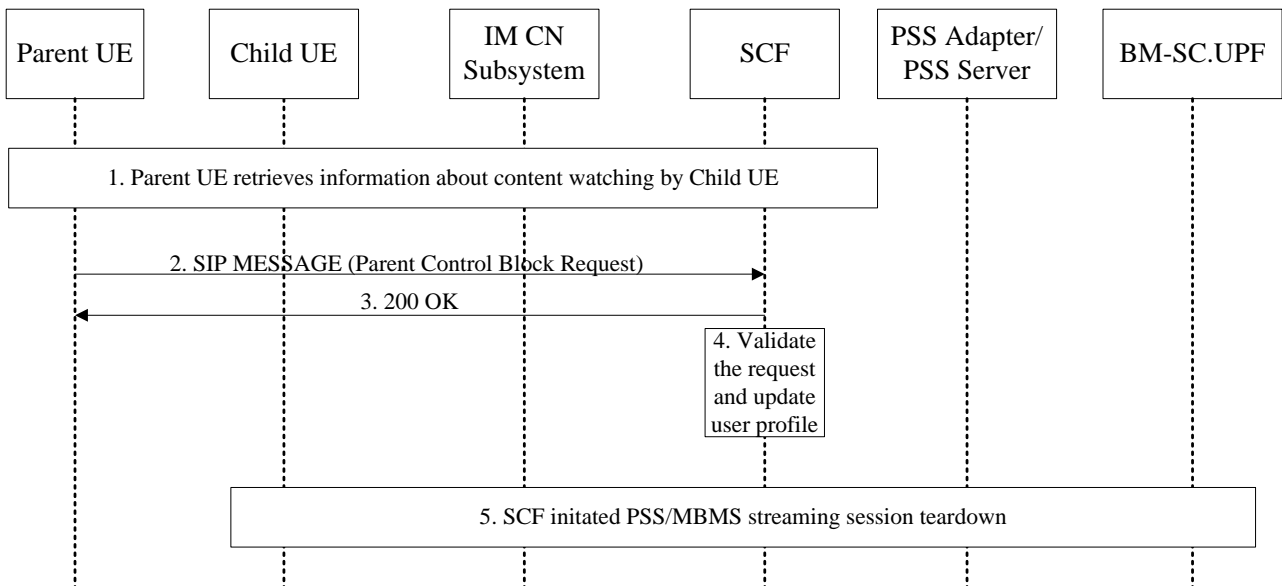 Parent UE
Child UE
IM CN
Subsystem
SCF
PSS Adapter/
PSS Server
BM-SC.UPF
1. Parent UE retrieves information about content watching by Child UE
2. SIP MESSAGE (Parent Control Block Request)
3. 200 OK
4. Validate
the request
and update
user profile
5. SCF initated PSS/MBMS streaming session teardown